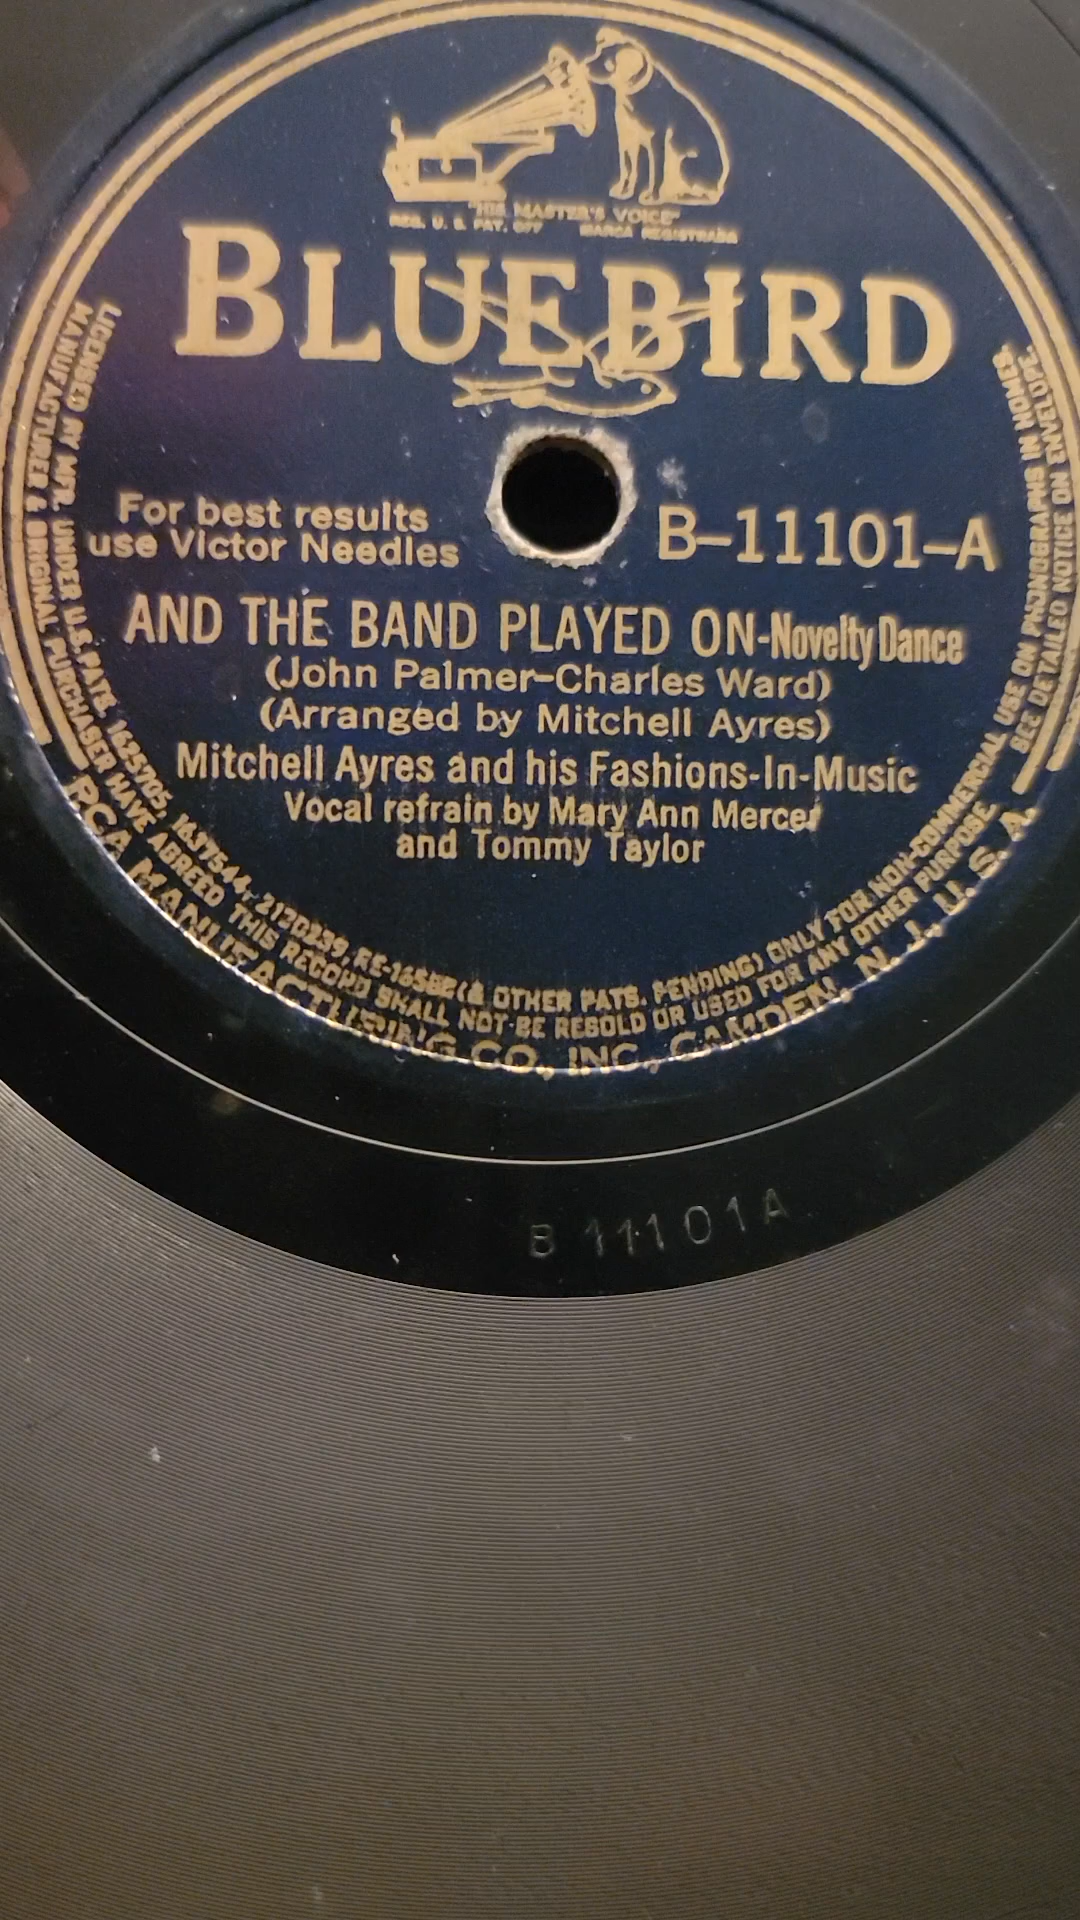 "HIS MASTER'S VOICE"
REG. U. S. PAT. OFF. MARCA REGISTRADA
BLUEBIRD
For best results
use Victor Needles
B-11101-A
AND THE BAND PLAYED ON-Novelty Dance
(John Palmer-Charles Ward)
(Arranged by Mitchell Ayres)
Mitchell Ayres and his Fashions-In-Music
Vocal refrain by Mary Ann Mercer
and Tommy Taylor
LICENSED BY MFR. UNDER U.S. PATS. 1625705, 1637544, 2130239, RE-16588 (& OTHER PATS. PENDING) ONLY FOR NON-COMMERCIAL USE ON PHONOGRAPHS IN HOMES.
MANUFACTURER & ORIGINAL PURCHASER HAVE AGREED THIS RECORD SHALL NOT BE RESOLD OR USED FOR ANY OTHER PURPOSE. SEE DETAILED NOTICE ON ENVELOPE.
RCA MANUFACTURING CO., INC., CAMDEN, N. J., U. S. A.
B 11101A